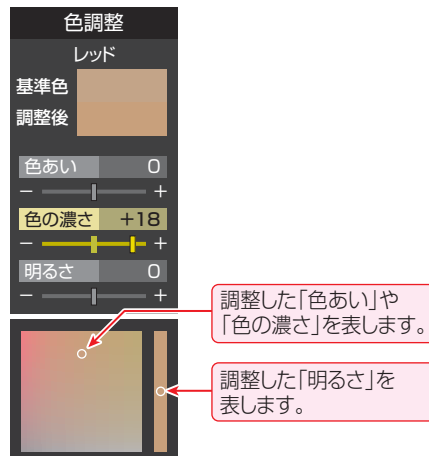 色調整
レッド
基準色
調整後
色あい 0
− +
色の濃さ +18
− +
明るさ 0
− +
調整した「色あい」や
「色の濃さ」を表します。
調整した「明るさ」を
表します。